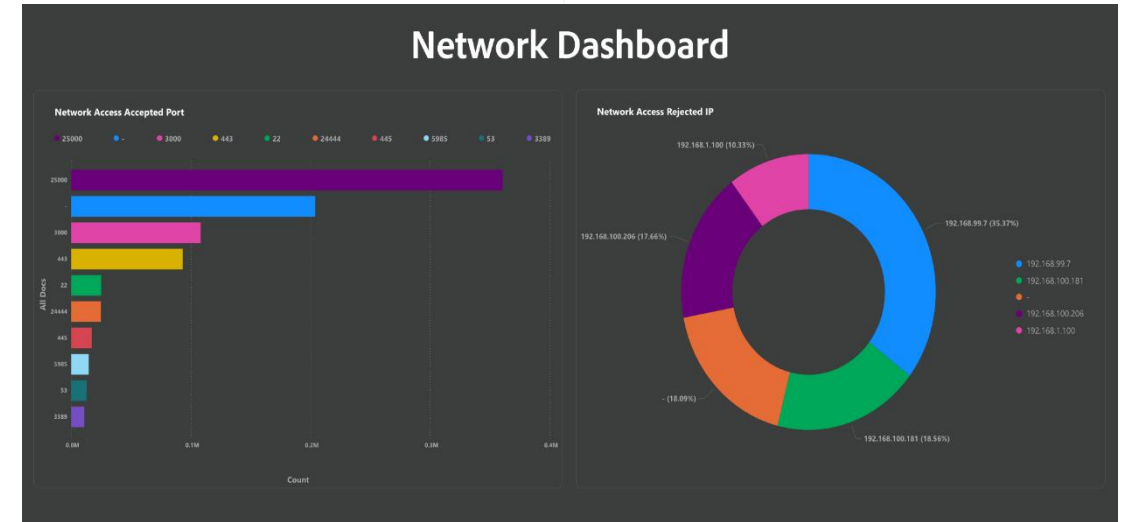 Network Dashboard
Network Access Accepted Port
25000 - 3000 443 22 24444 445 5985 53 3389
25000
-
3000
443
22
24444
445
5985
53
3389
All Docs
0.0M 0.1M 0.2M 0.3M 0.4M
Count
Network Access Rejected IP
192.168.1.100 (10.33%)
192.168.99.7 (35.37%)
192.168.100.206 (17.66%)
- (18.09%)
192.168.100.181 (18.56%)
192.168.99.7
192.168.100.181
-
192.168.100.206
192.168.1.100